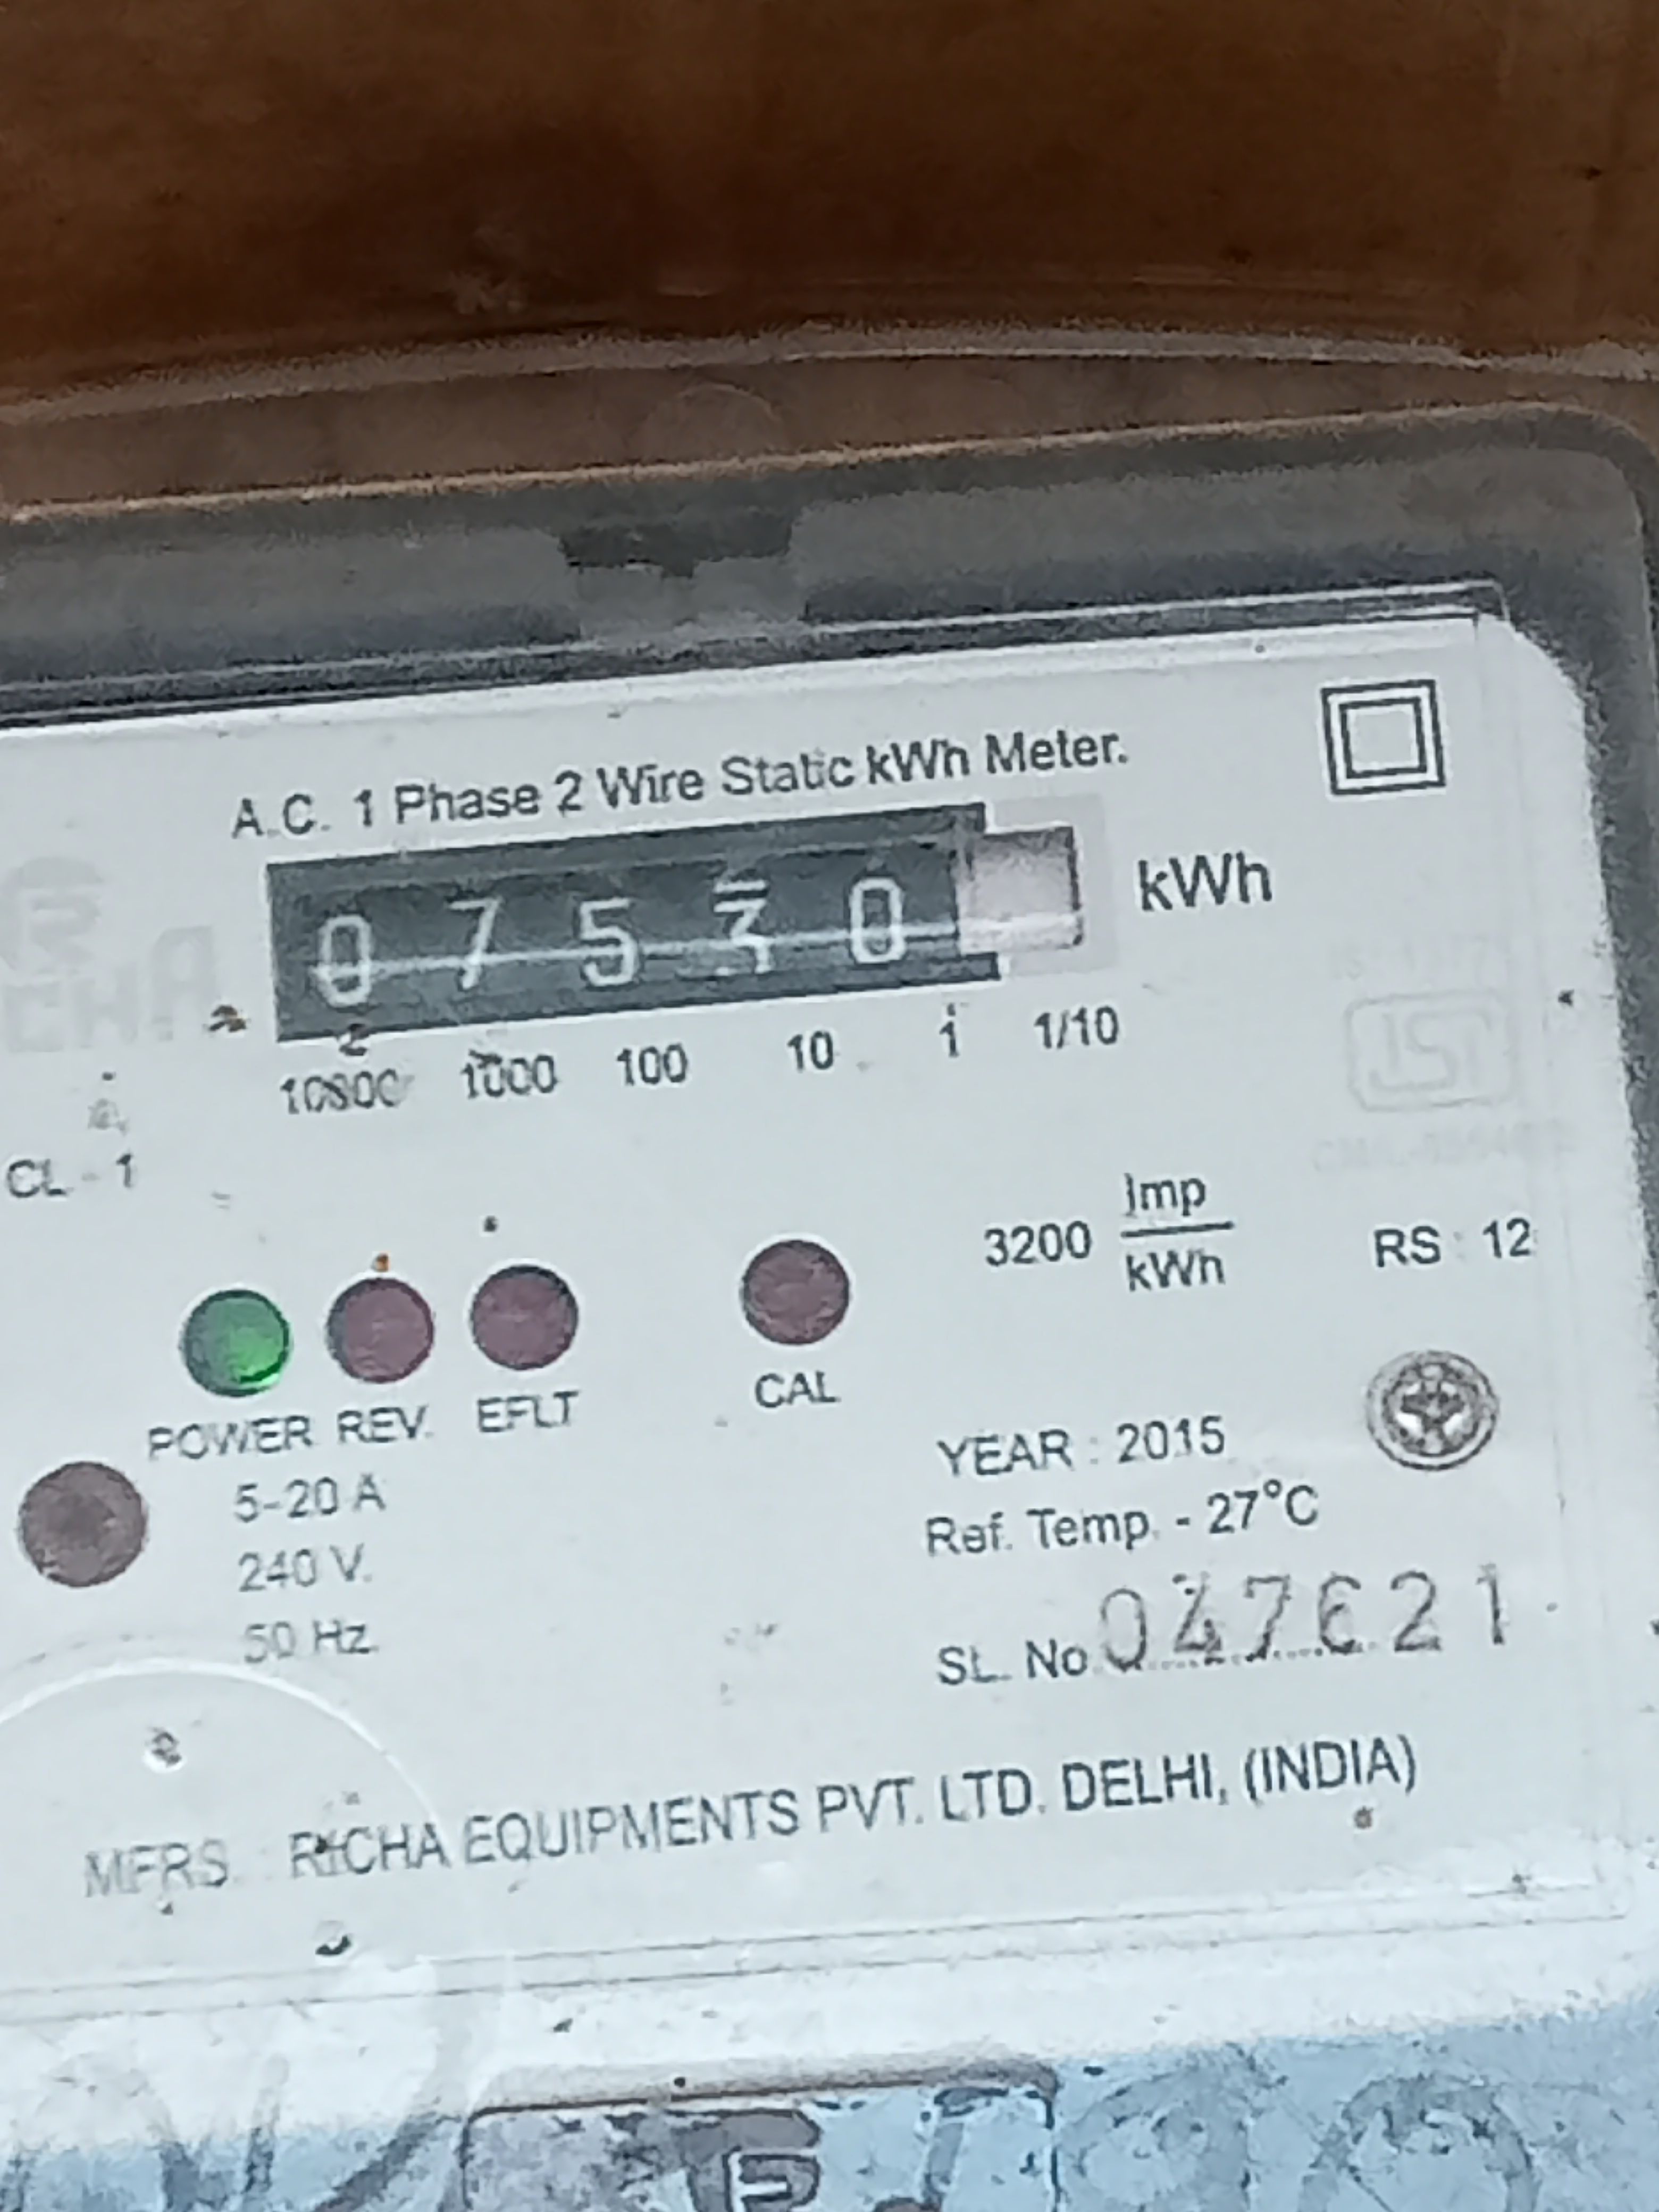 A.C. 1 Phase 2 Wire Static kWh Meter.
0 7 5 3 0 kWh
10000 1000 100 10 1 1/10
CL - 1
3200 Imp/kWh
RS : 12
POWER REV. EFLT CAL
5-20 A
240 V.
50 Hz.
YEAR : 2015
Ref. Temp. - 27°C
SL. No. 047621
MFRS. : RICHA EQUIPMENTS PVT. LTD. DELHI, (INDIA)